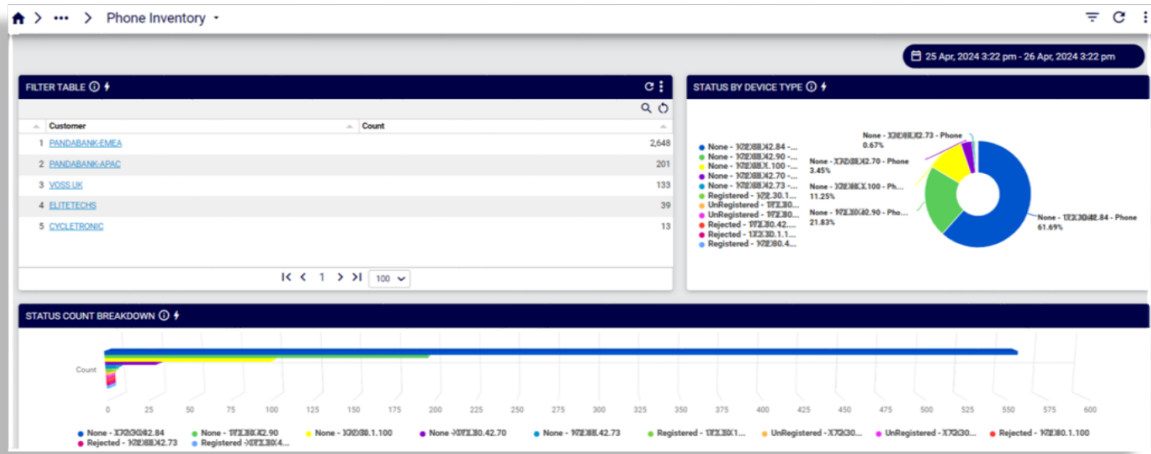 Phone Inventory
25 Apr, 2024 3:22 pm - 26 Apr, 2024 3:22 pm
FILTER TABLE
Customer Count
1 PANDABANK-EMEA 2,648
2 PANDABANK-APAC 201
3 VOSS UK 133
4 ELITETECHS 39
5 CYCLETRONIC 13
1
100
STATUS BY DEVICE TYPE
None -
None -
None -
None -
None -
Registered -
UnRegistered -
UnRegistered -
Rejected -
Rejected -
Registered -
None - Phone
0.67%
None - Phone
3.45%
None - Ph...
11.25%
None - Pho...
21.83%
None - Phone
61.69%
STATUS COUNT BREAKDOWN
Count
0 25 50 75 100 125 150 175 200 225 250 275 300 325 350 375 400 425 450 475 500 525 550 575 600
None - None - None - None - None - Registered - UnRegistered - UnRegistered - Rejected -
Rejected - Registered -